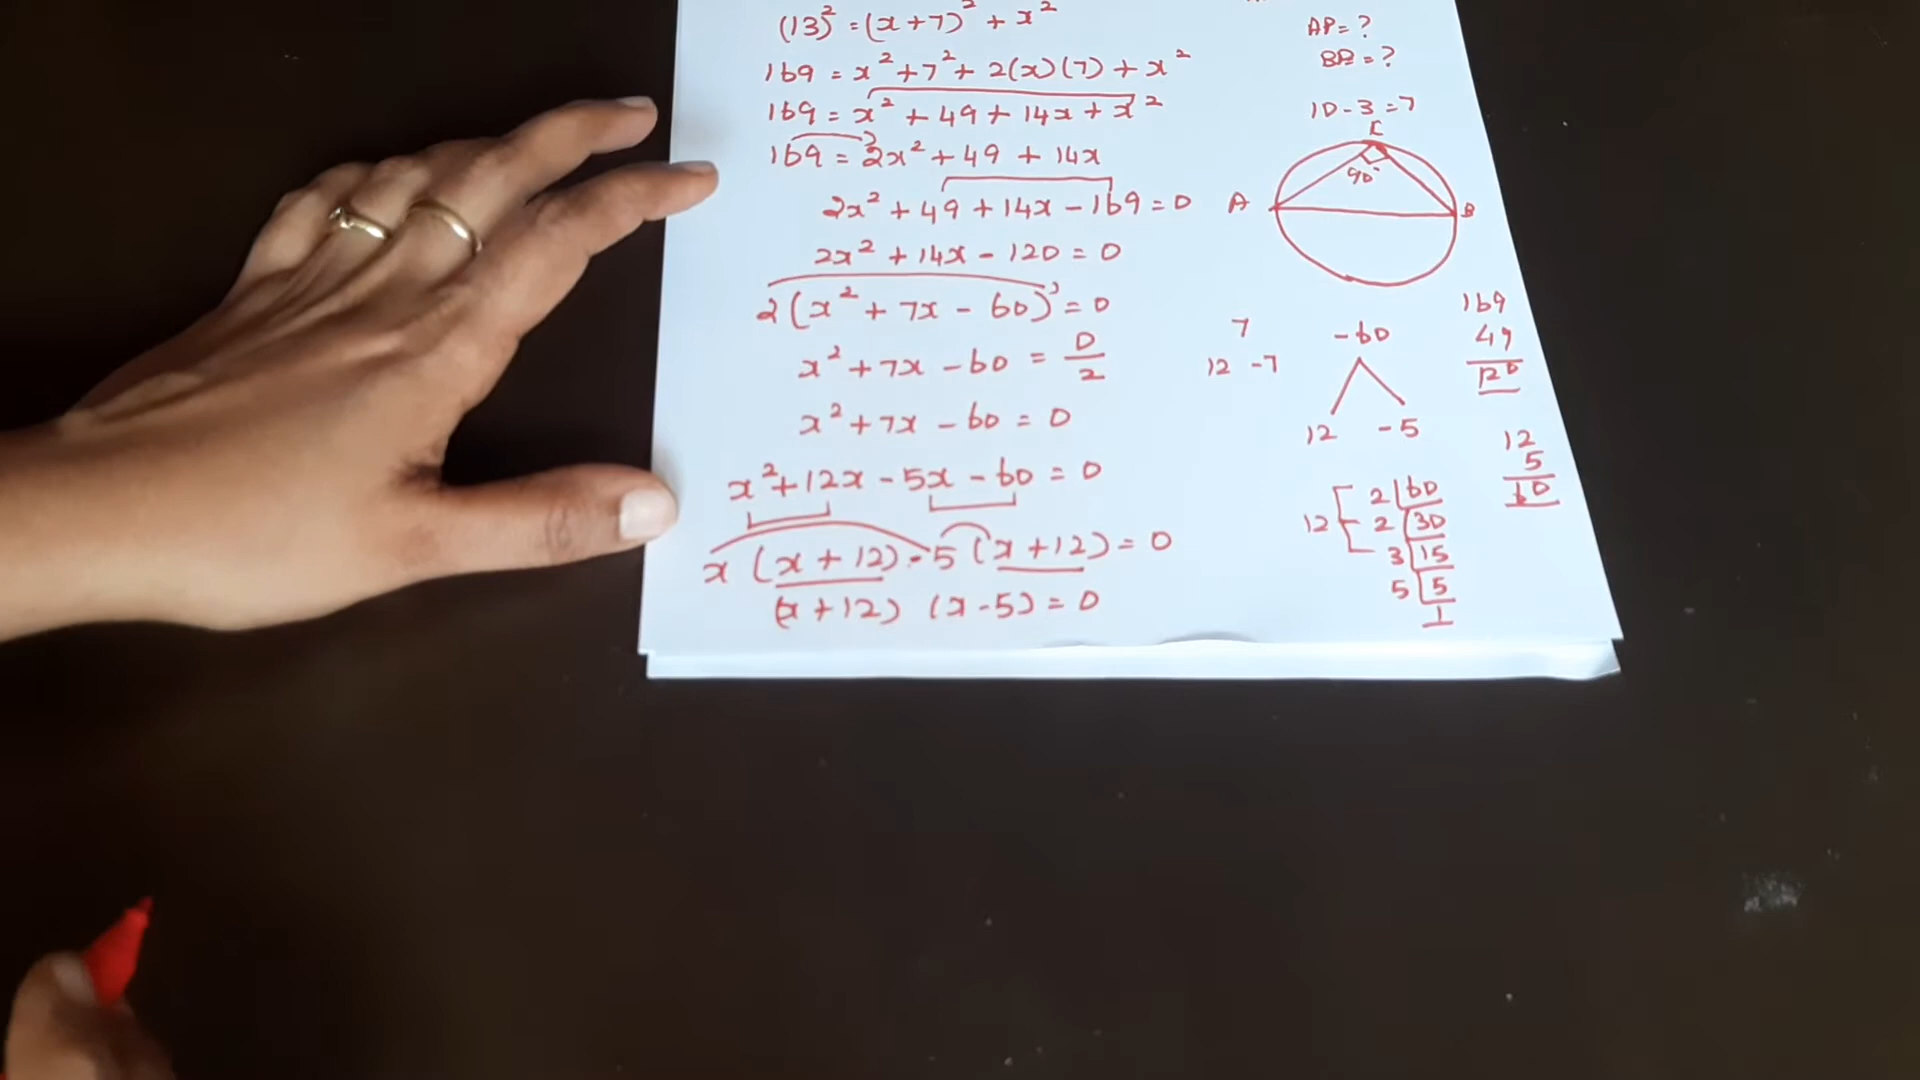 (13)² = (x+7)² + x²
169 = x² + 7² + 2(x)(7) + x²
169 = x² + 49 + 14x + x²
169 = 2x² + 49 + 14x
2x² + 49 + 14x - 169 = 0
2x² + 14x - 120 = 0
2(x² + 7x - 60) = 0
x² + 7x - 60 = 0/2
x² + 7x - 60 = 0
x² + 12x - 5x - 60 = 0
x (x + 12) - 5 (x + 12) = 0
(x + 12) (x - 5) = 0
AP = ?
BP = ?
10 - 3 = 7
C
90°
A
B
7
12 -7
-60
12 -5
169
49
120
12
5
60
12
2 | 60
2 | 30
3 | 15
5 | 5
1